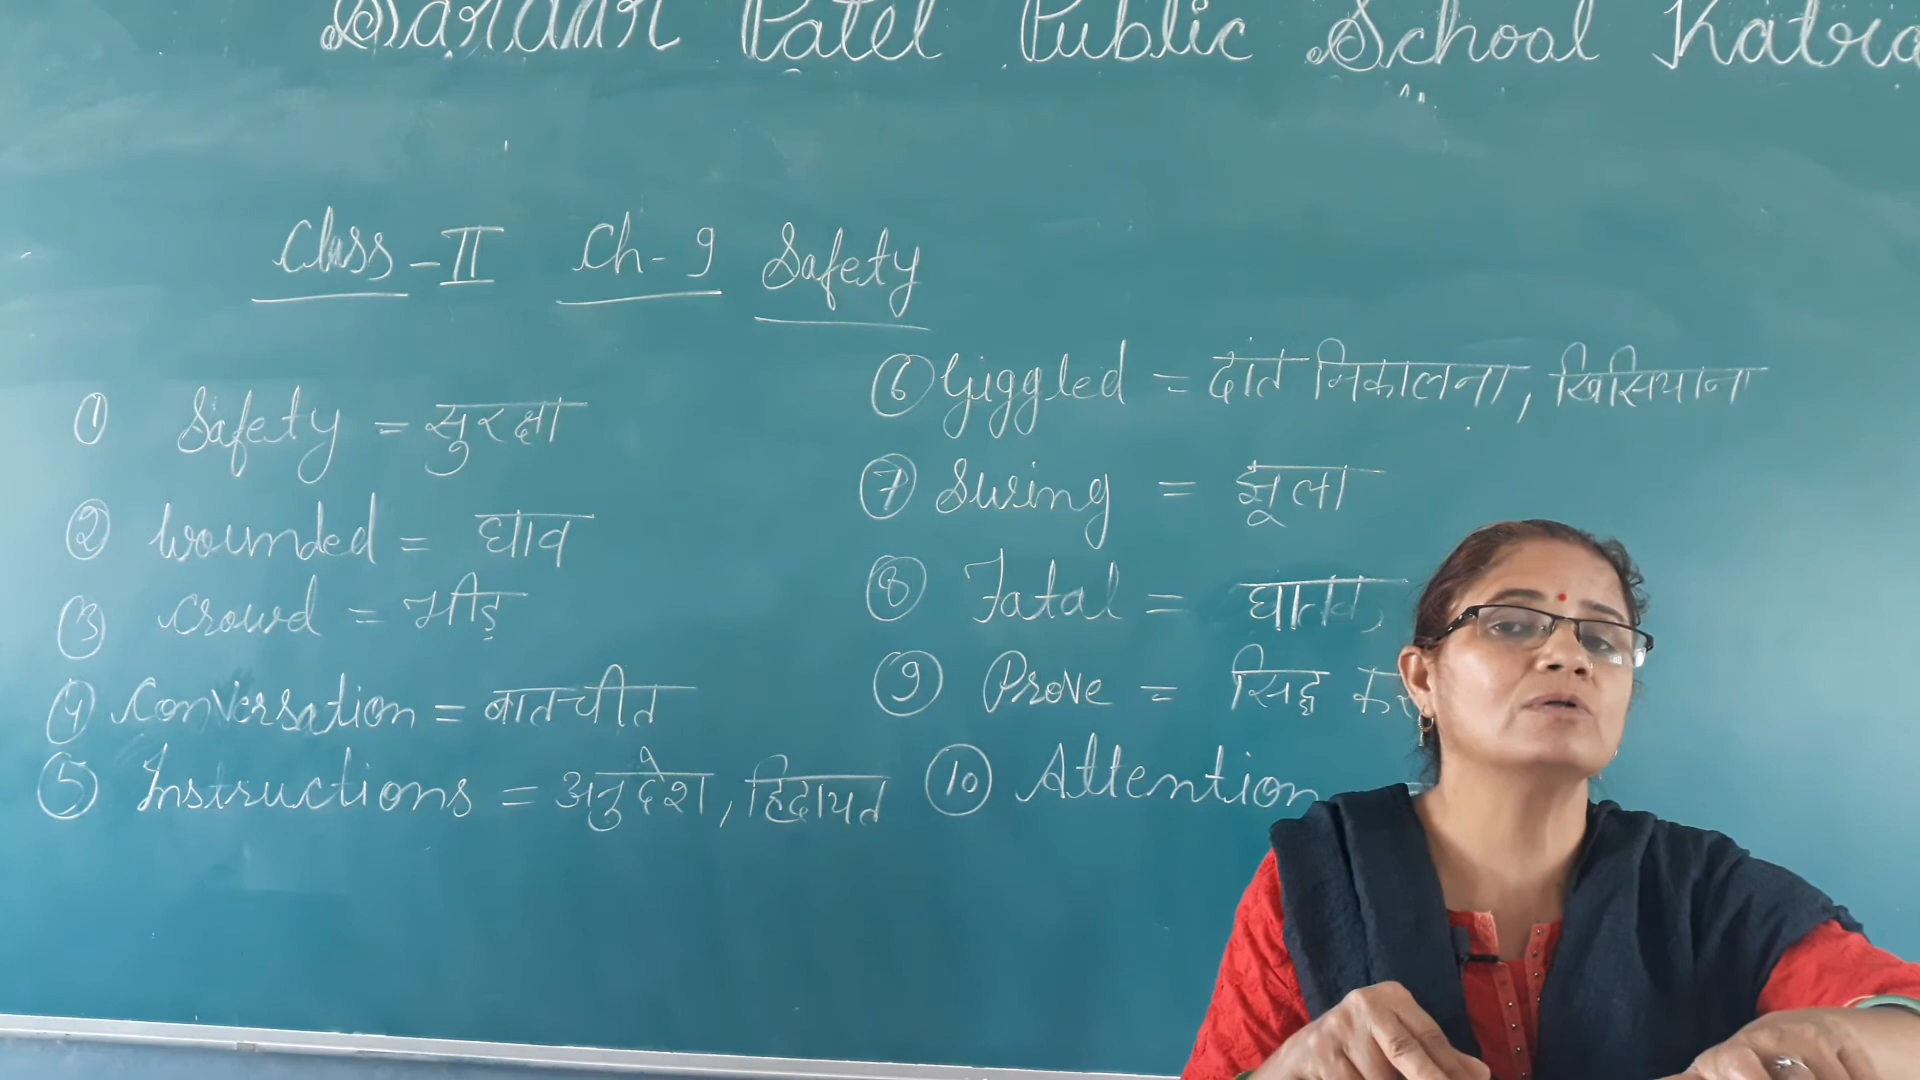 Sardar Patel Public School Katra
Class-II Ch-9 Safety
① Safety = सुरक्षा
② Wounded = घाव
③ Crowd = भीड़
④ Conversation = बातचीत
⑤ Instructions = अनुदेश, हिदायत
⑥ Giggled = दांत निकालना, खिसियाना
⑦ Swing = झूला
⑧ Fatal = घातक
⑨ Prove = सिद्ध
⑩ Attention